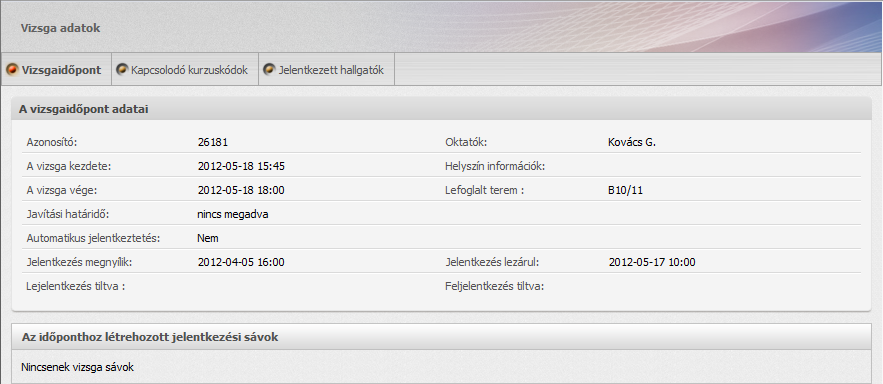 Vizsga adatok
Vizsgaidőpont Kapcsolodó kurzuskódok Jelentkezett hallgatók
A vizsgaidőpont adatai
Azonosító: 26181 Oktatók: Kovács G.
A vizsga kezdete: 2012-05-18 15:45 Helyszín információk:
A vizsga vége: 2012-05-18 18:00 Lefoglalt terem : B10/11
Javítási határidő: nincs megadva
Automatikus jelentkeztetés: Nem
Jelentkezés megnyílik: 2012-04-05 16:00 Jelentkezés lezárul: 2012-05-17 10:00
Lejelentkezés tiltva : Feljelentkezés tiltva:
Az időponthoz létrehozott jelentkezési sávok
Nincsenek vizsga sávok